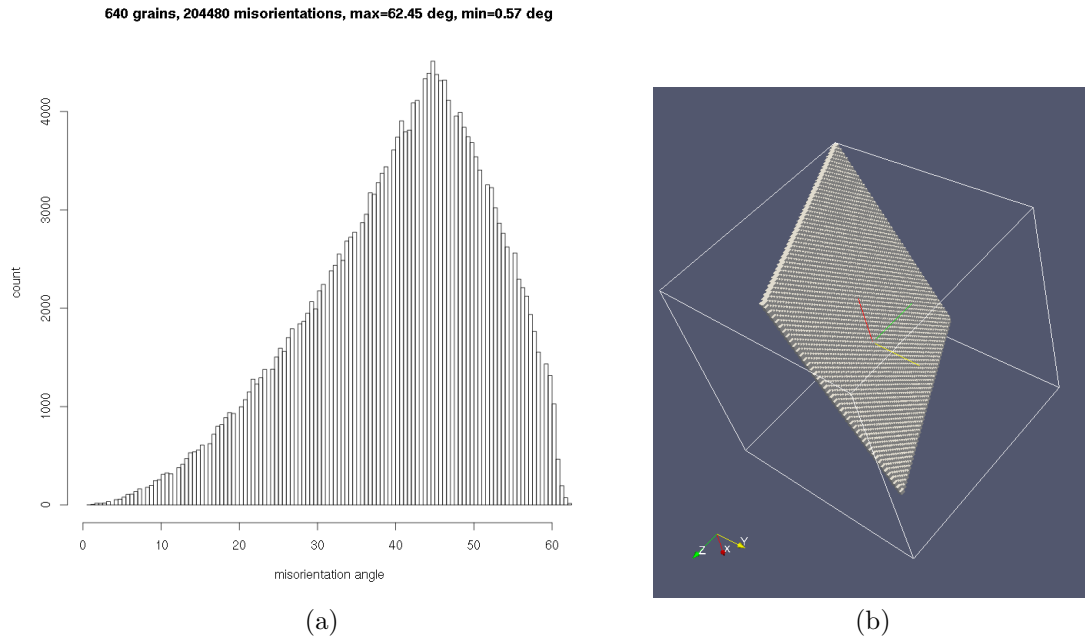 640 grains, 204480 misorientations, max=62.45 deg, min=0.57 deg
count
4000
3000
2000
1000
0
0 10 20 30 40 50 60
misorientation angle
Z X Y
(a) (b)